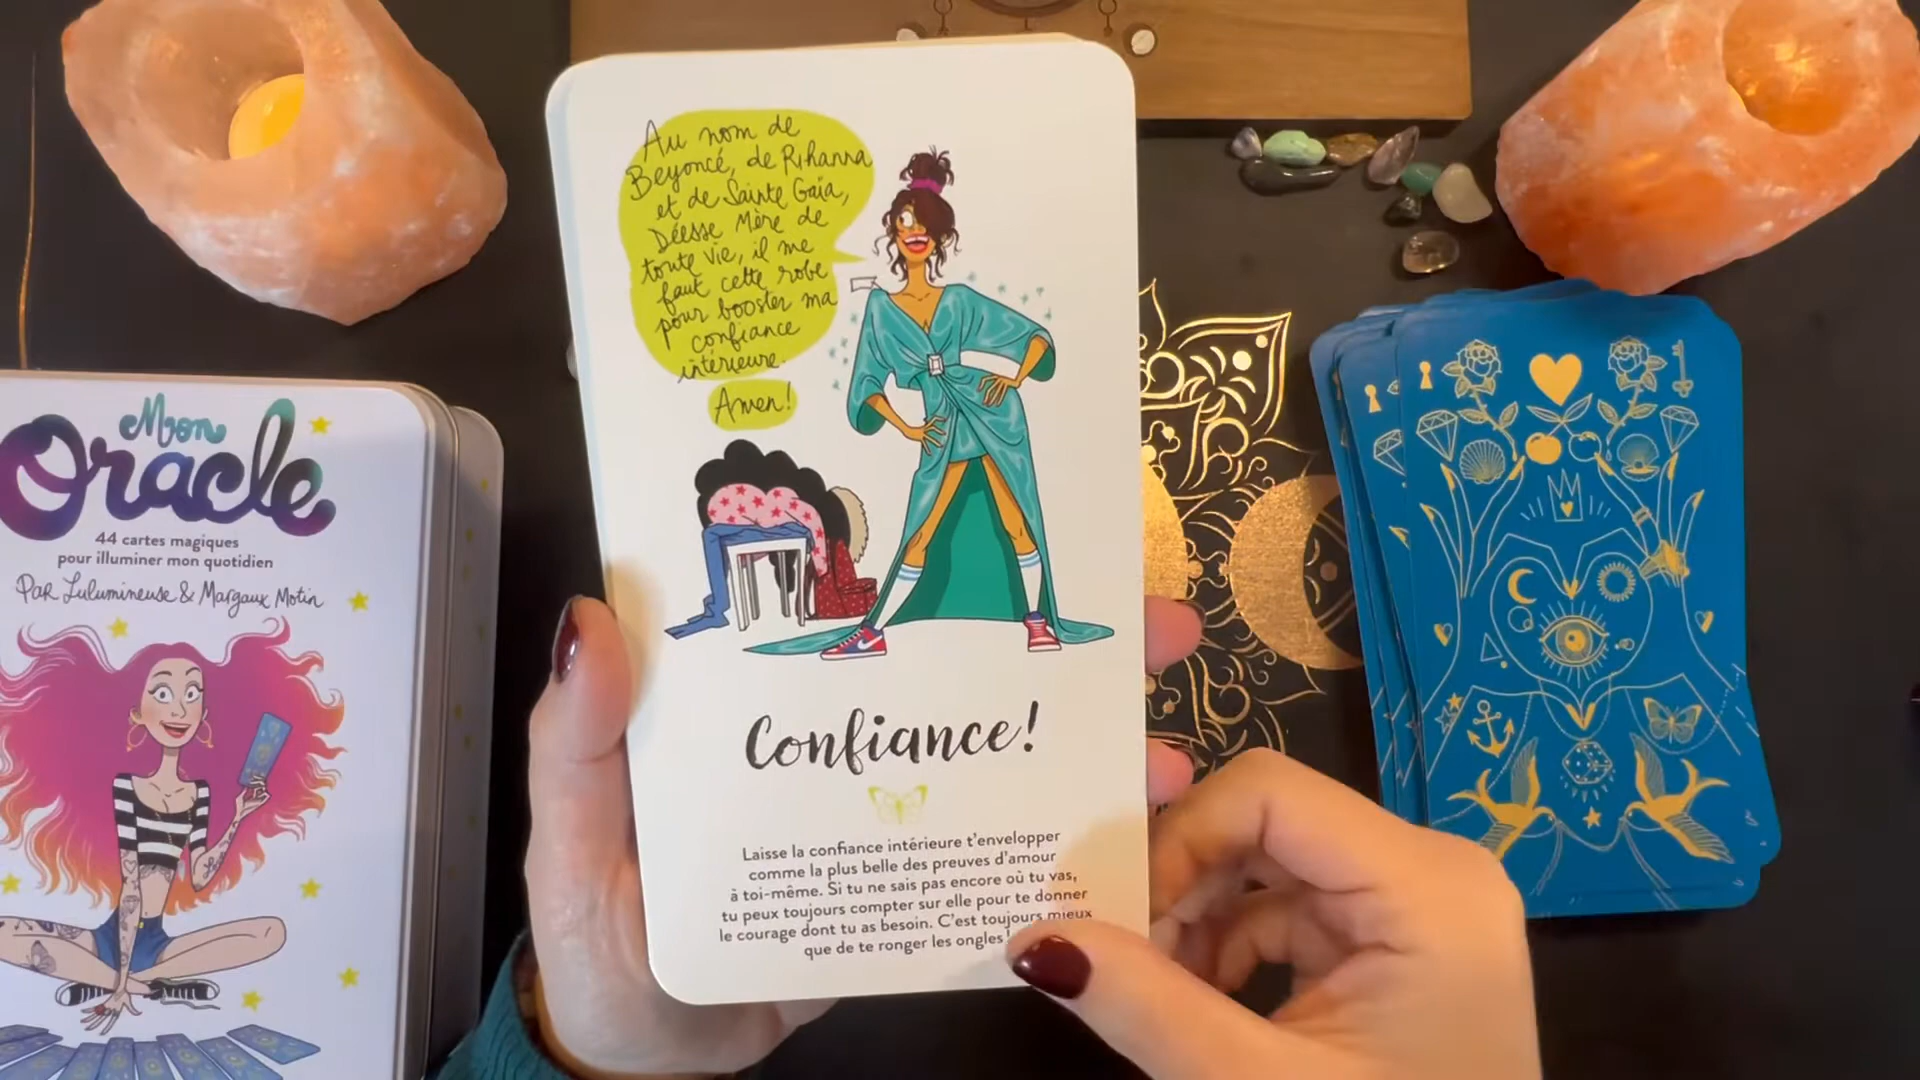 Au nom de
Beyoncé, de Rihanna
et de Sainte Gaïa,
Déesse Mère de
toute vie, il me
faut cette robe
pour booster ma
confiance
intérieure.
Amen!
Confiance!
Laisse la confiance intérieure t'envelopper
comme la plus belle des preuves d'amour
à toi-même. Si tu ne sais pas encore où tu vas,
tu peux toujours compter sur elle pour te donner
le courage dont tu as besoin. C'est toujours mieux
que de te ronger les ongles !
Mon
Oracle
44 cartes magiques
pour illuminer mon quotidien
Par Lulumineuse & Margaux Motin